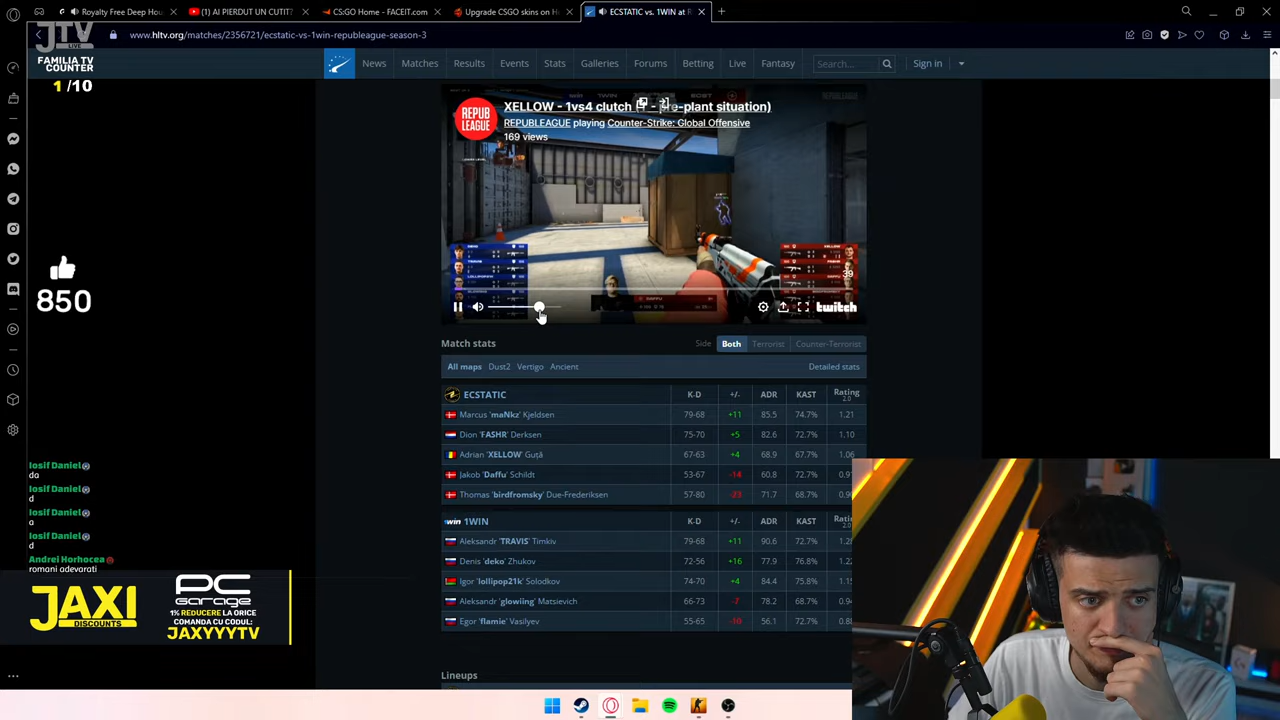 Royalty Free Deep Hou
(1) AI PIERDUT UN CUTIT?
CS:GO Home - FACEIT.com
Upgrade CSGO skins on H
ECSTATIC vs. 1WIN at R
www.hltv.org/matches/2356721/ecstatic-vs-1win-republeague-season-3
JTV
LIVE
FAMILIA TV
COUNTER
1 /10
News
Matches
Results
Events
Stats
Galleries
Forums
Betting
Live
Fantasy
Search...
Sign in
REPUB
LEAGUE
XELLOW - 1vs4 clutch
-plant situation)
REPUBLEAGUE playing Counter-Strike: Global Offensive
169 views
39
twitch
850
Match stats
Side
Both
Terrorist
Counter-Terrorist
All maps
Dust2
Vertigo
Ancient
Detailed stats
ECSTATIC K-D +/- ADR KAST Rating 2.0
Marcus 'maNkz' Kjeldsen 79-68 +11 85.5 74.7% 1.21
Dion 'FASHR' Derksen 75-70 +5 82.6 72.7% 1.10
Adrian 'XELLOW' Guță 67-63 +4 68.9 67.7% 1.06
Jakob 'Daffu' Schildt 53-67 -14 60.8 72.7%
Thomas 'birdfromsky' Due-Frederiksen 57-80 -23 71.7 68.7%
1WIN K-D +/- ADR KAST
Aleksandr 'TRAVIS' Timkiv 79-68 +11 90.6 72.7%
Denis 'deko' Zhukov 72-56 +16 77.9 76.8%
Igor 'lollipop21k' Solodkov 74-70 +4 84.4 75.8%
Aleksandr 'glowiing' Matsievich 66-73 -7 78.2 68.7%
Egor 'flamie' Vasilyev 55-65 -10 56.1 72.7%
Lineups
Iosif Daniel
da
Iosif Daniel
d
Iosif Daniel
a
Iosif Daniel
d
Andrei Horhocea
romani adevarati
JAXI
DISCOUNTS
PC
GARAGE
1% REDUCERE LA ORICE
COMANDA CU CODUL:
JAXYYYTV